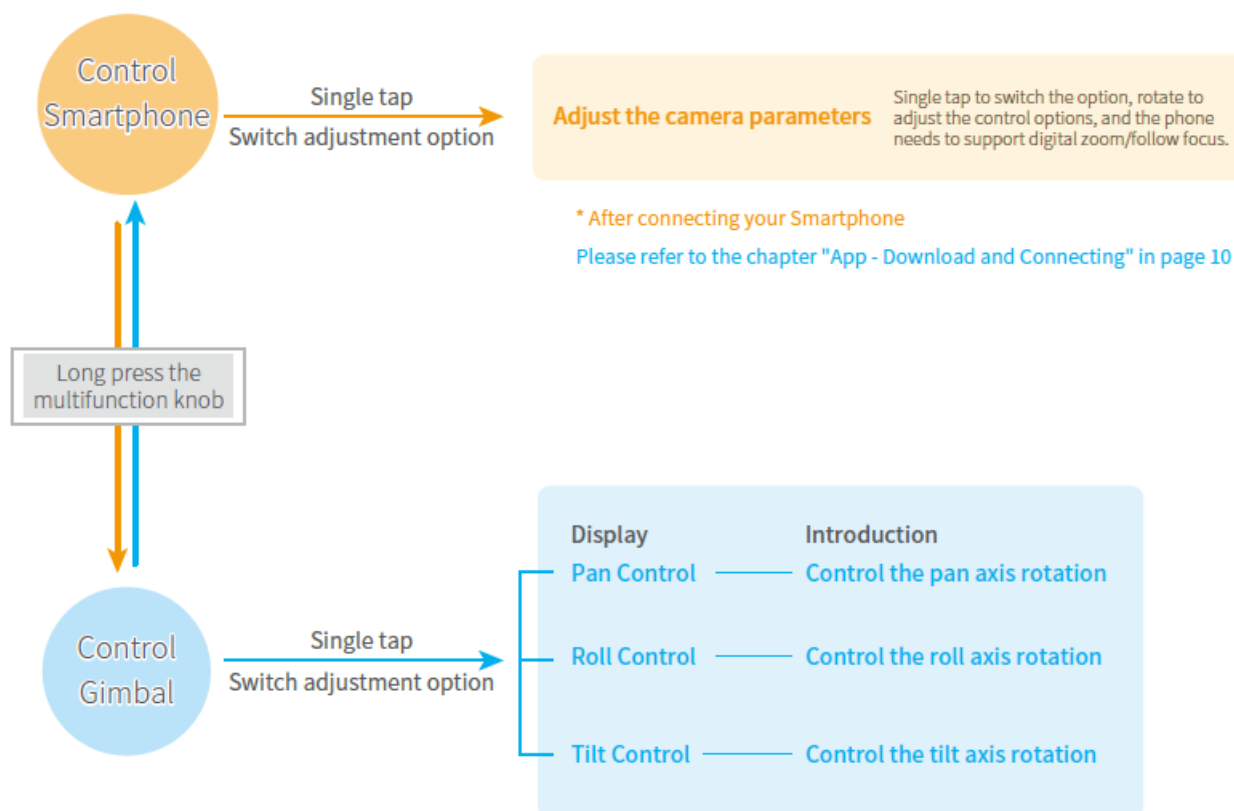 Control
Smartphone
Single tap
Switch adjustment option
Adjust the camera parameters
Single tap to switch the option, rotate to
adjust the control options, and the phone
needs to support digital zoom/follow focus.
* After connecting your Smartphone
Please refer to the chapter "App - Download and Connecting" in page 10
Long press the
multifunction knob
Control
Gimbal
Single tap
Switch adjustment option
Display Introduction
Pan Control Control the pan axis rotation
Roll Control Control the roll axis rotation
Tilt Control Control the tilt axis rotation